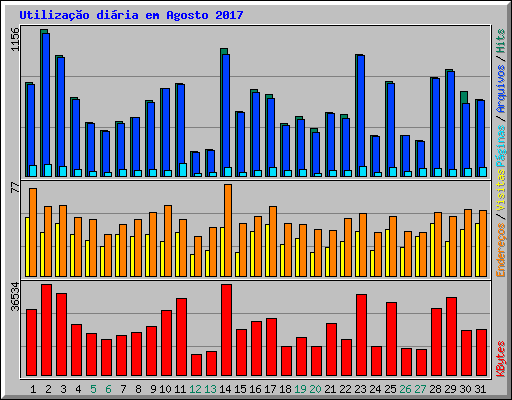 Utilização diária em Agosto 2017
1156
77
36534
Endereços / Visitas Páginas / Arquivos / Hits
KBytes
1 2 3 4 5 6 7 8 9 10 11 12 13 14 15 16 17 18 19 20 21 22 23 24 25 26 27 28 29 30 31